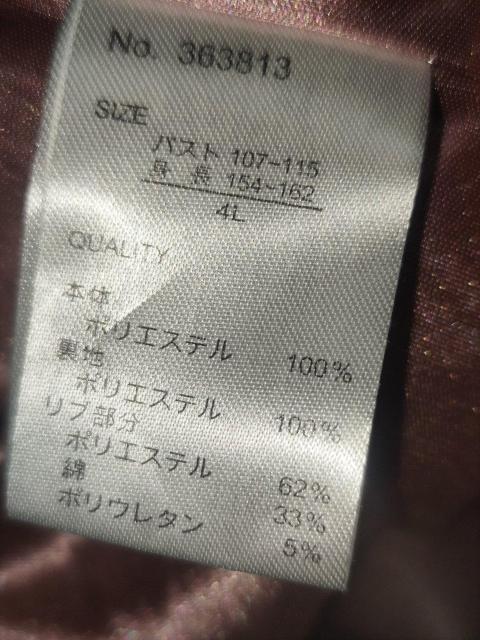 No. 363813
SIZE
バスト 107-115
身 長 154-162
4L
QUALITY
本体
ポリエステル 100%
裏地
ポリエステル 100%
リブ部分
ポリエステル 62%
綿 33%
ポリウレタン 5%